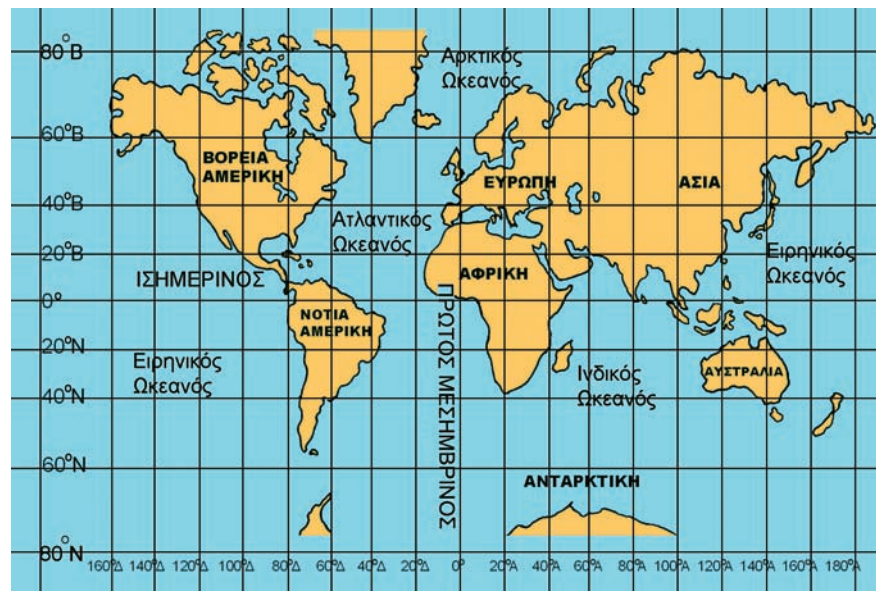 80°Β
Αρκτικός
Ωκεανός
60°Β
ΒΟΡΕΙΑ
ΑΜΕΡΙΚΗ
ΕΥΡΩΠΗ
ΑΣΙΑ
40°Β
Ατλαντικός
Ωκεανός
20°Β
Ειρηνικός
Ωκεανός
ΙΣΗΜΕΡΙΝΟΣ
ΑΦΡΙΚΗ
0°
ΝΟΤΙΑ
ΑΜΕΡΙΚΗ
ΠΡΩΤΟΣ ΜΕΣΗΜΒΡΙΝΟΣ
20°Ν
Ειρηνικός
Ωκεανός
Ινδικός
Ωκεανός
ΑΥΣΤΡΑΛΙΑ
40°Ν
60°Ν
ΑΝΤΑΡΚΤΙΚΗ
80°Ν
160°Δ 140°Δ 120°Δ 100°Δ 80°Δ 60°Δ 40°Δ 20°Δ 0° 20°Α 40°Α 60°Α 80°Α 100°Α 120°Α 140°Α 160°Α 180°Α